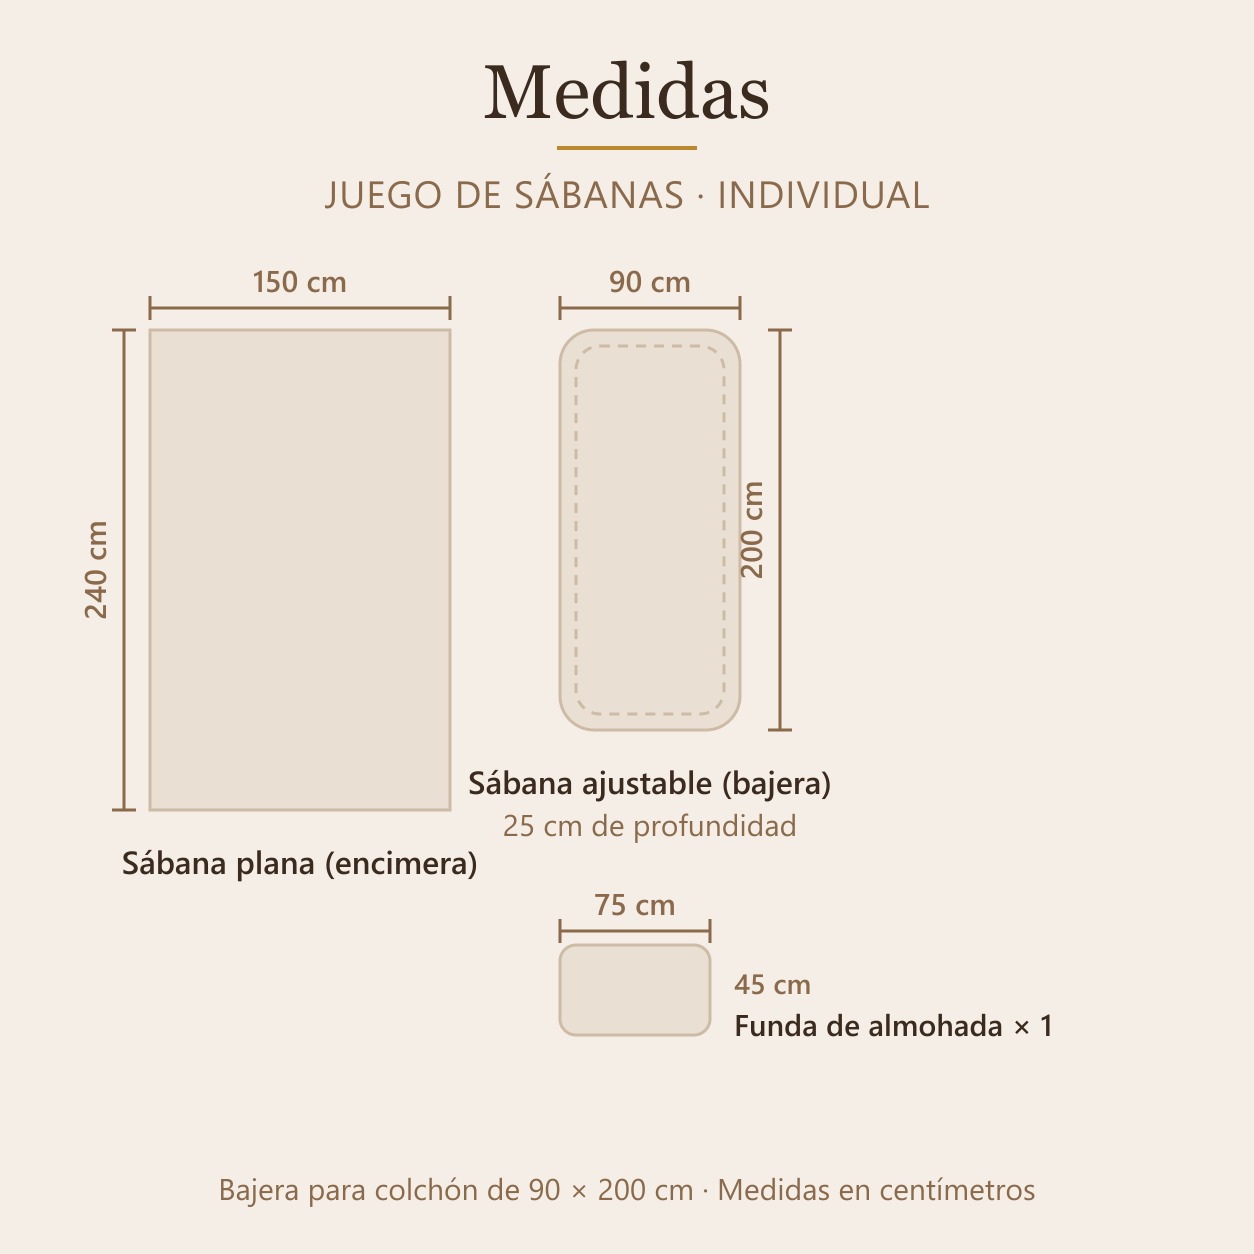 Medidas
JUEGO DE SÁBANAS · INDIVIDUAL
150 cm
90 cm
240 cm
200 cm
Sábana ajustable (bajera)
25 cm de profundidad
Sábana plana (encimera)
75 cm
45 cm
Funda de almohada × 1
Bajera para colchón de 90 × 200 cm · Medidas en centímetros